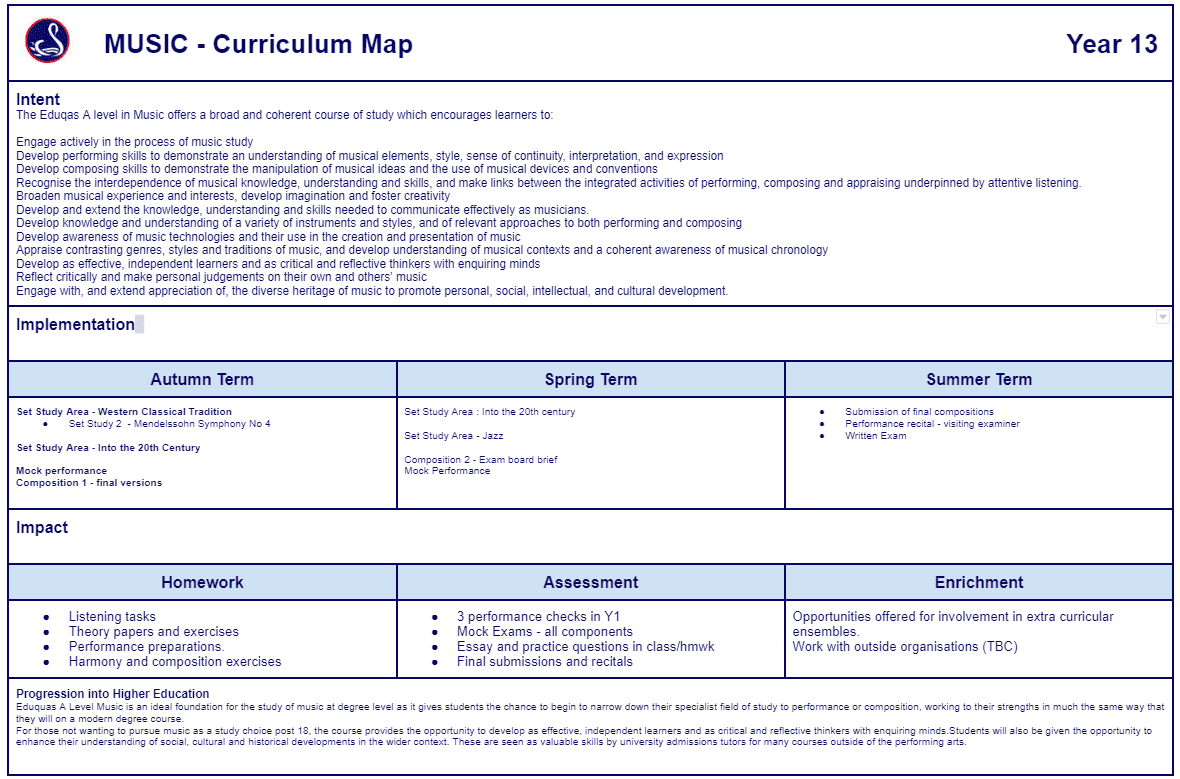 MUSIC - Curriculum Map
Year 13
Intent
The Eduqas A level in Music offers a broad and coherent course of study which encourages learners to:
Engage actively in the process of music study
Develop performing skills to demonstrate an understanding of musical elements, style, sense of continuity, interpretation, and expression
Develop composing skills to demonstrate the manipulation of musical ideas and the use of musical devices and conventions
Recognise the interdependence of musical knowledge, understanding and skills, and make links between the integrated activities of performing, composing and appraising underpinned by attentive listening.
Broaden musical experience and interests, develop imagination and foster creativity
Develop and extend the knowledge, understanding and skills needed to communicate effectively as musicians.
Develop knowledge and understanding of a variety of instruments and styles, and of relevant approaches to both performing and composing
Develop awareness of music technologies and their use in the creation and presentation of music
Appraise contrasting genres, styles and traditions of music, and develop understanding of musical contexts and a coherent awareness of musical chronology
Develop as effective, independent learners and as critical and reflective thinkers with enquiring minds
Reflect critically and make personal judgements on their own and others' music
Engage with, and extend appreciation of, the diverse heritage of music to promote personal, social, intellectual, and cultural development.
Implementation
Autumn Term
Set Study Area - Western Classical Tradition
• Set Study 2 - Mendelssohn Symphony No 4
Set Study Area - Into the 20th Century
Mock performance
Composition 1 - final versions
Spring Term
Set Study Area : Into the 20th century
Set Study Area - Jazz
Composition 2 - Exam board brief
Mock Performance
Summer Term
• Submission of final compositions
• Performance recital - visiting examiner
• Written Exam
Impact
Homework
• Listening tasks
• Theory papers and exercises
• Performance preparations.
• Harmony and composition exercises
Assessment
• 3 performance checks in Y1
• Mock Exams - all components
• Essay and practice questions in class/hmwk
• Final submissions and recitals
Enrichment
Opportunities offered for involvement in extra curricular
ensembles.
Work with outside organisations (TBC)
Progression into Higher Education
Eduquas A Level Music is an ideal foundation for the study of music at degree level as it gives students the chance to begin to narrow down their specialist field of study to performance or composition, working to their strengths in much the same way that
they will on a modern degree course.
For those not wanting to pursue music as a study choice post 18, the course provides the opportunity to develop as effective, independent learners and as critical and reflective thinkers with enquiring minds.Students will also be given the opportunity to
enhance their understanding of social, cultural and historical developments in the wider context. These are seen as valuable skills by university admissions tutors for many courses outside of the performing arts.